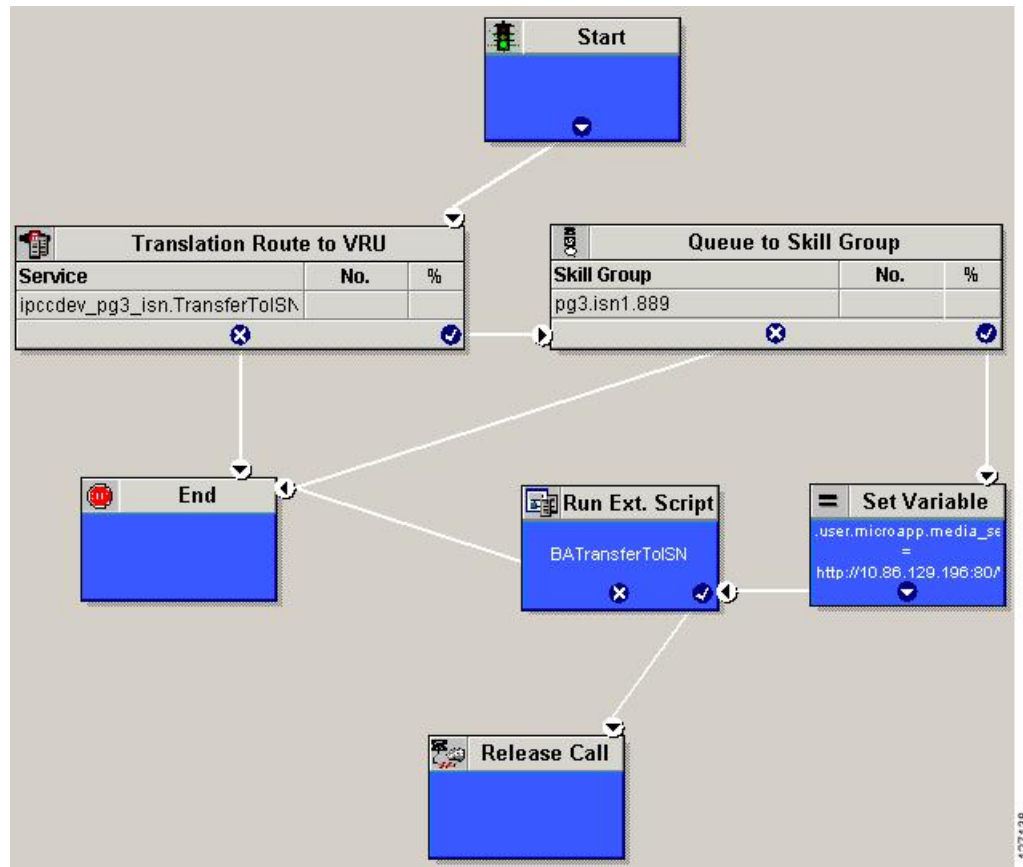 Start
Translation Route to VRU
Service No. %
ipccdev_pg3_isn.TransferToISN
Queue to Skill Group
Skill Group No. %
pg3.isn1.889
End
Run Ext. Script
BATransferToISN
Set Variable
.user.microapp.media_se
=
http://10.86.129.196:80/
Release Call